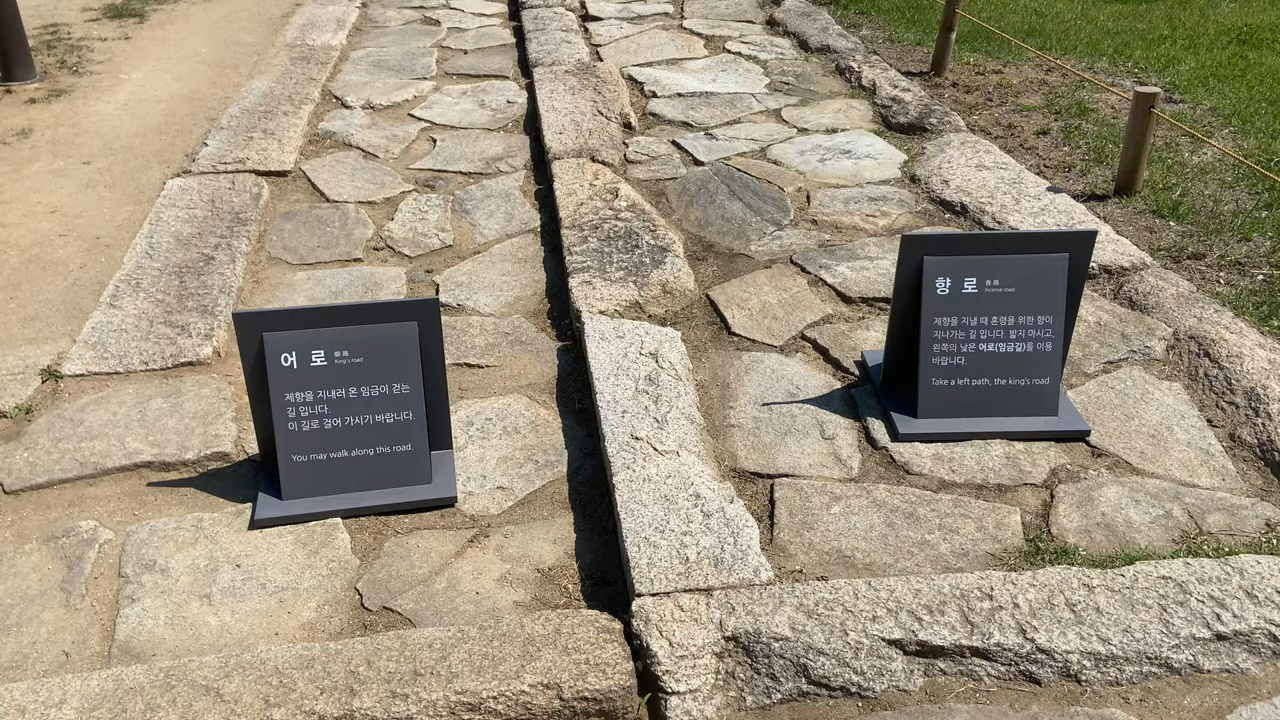 어로 御路 King's road
제향을 지내러 온 임금이 걷는
길 입니다.
이 길로 걸어 가시기 바랍니다.
You may walk along this road.
향로 香路 Incense road
제향을 지낼 때 혼령을 위한 향이
지나가는 길 입니다. 밟지 마시고,
왼쪽의 낮은 어로(임금길)를 이용
바랍니다.
Take a left path, the king's road